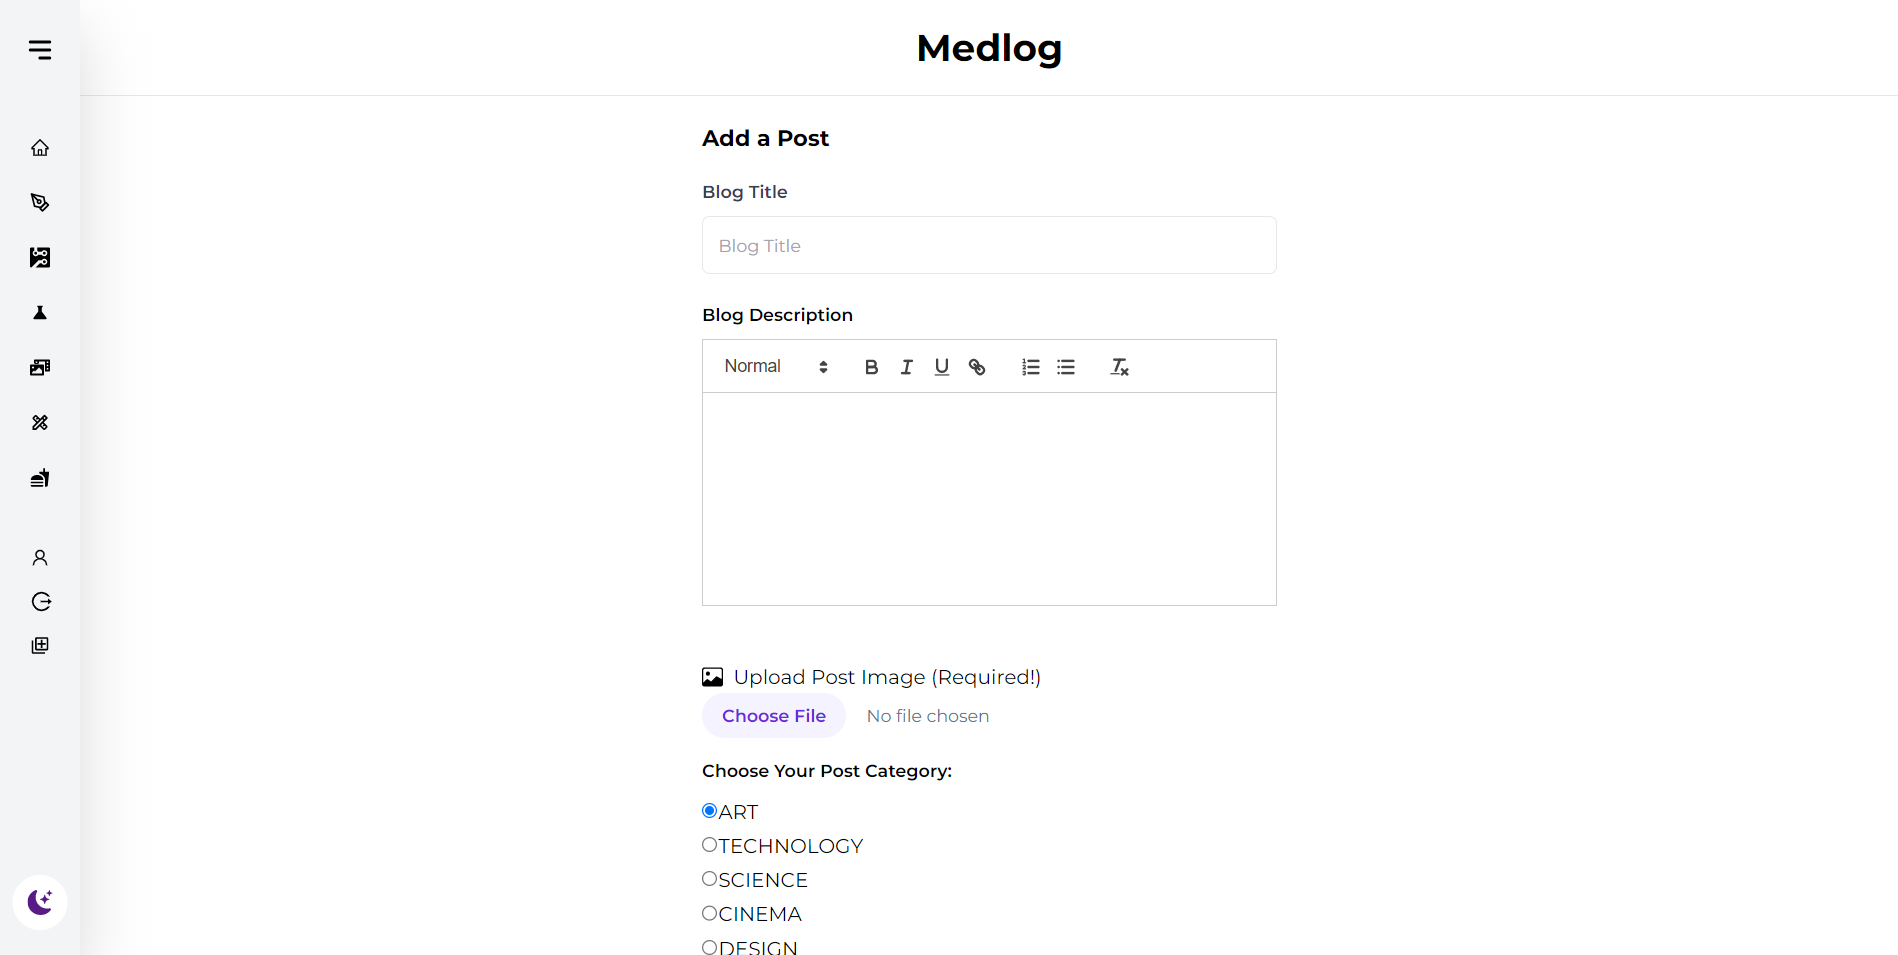 Medlog
Add a Post
Blog Title
Blog Title
Blog Description
Normal
Upload Post Image (Required!)
Choose File No file chosen
Choose Your Post Category:
ART
TECHNOLOGY
SCIENCE
CINEMA
DESIGN